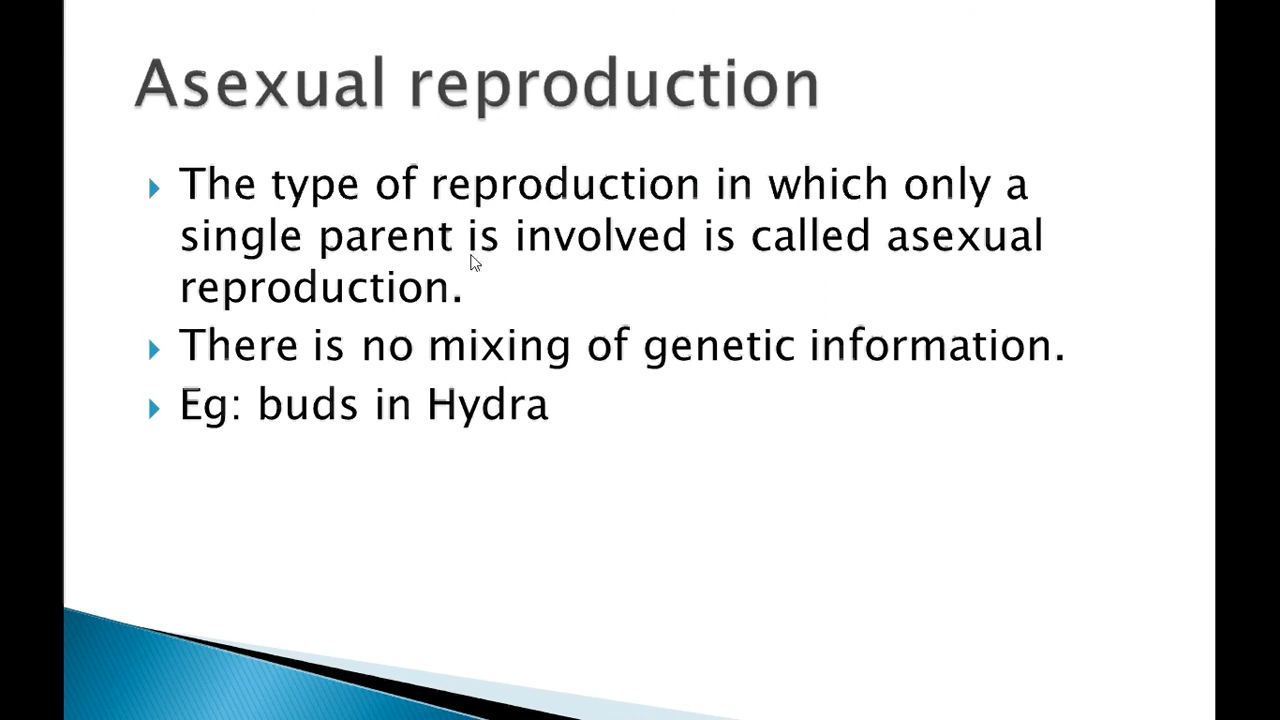 Asexual reproduction
The type of reproduction in which only a
single parent is involved is called asexual
reproduction.
There is no mixing of genetic information.
Eg: buds in Hydra